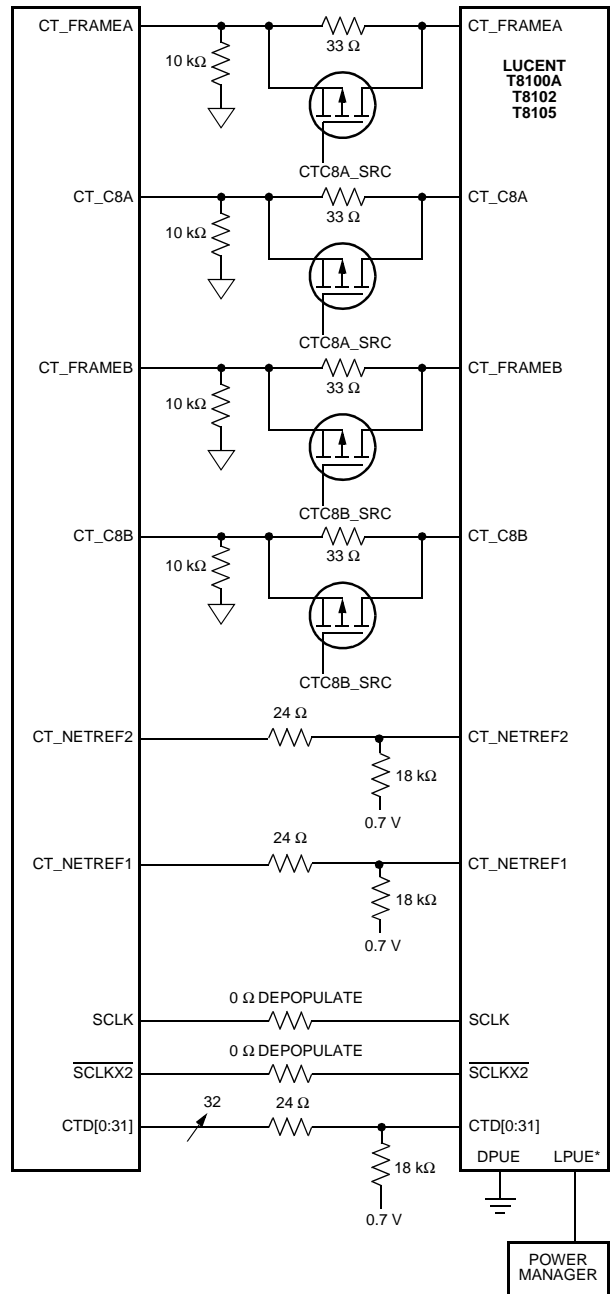 CT_FRAMEA
33 Ω
CT_FRAMEA
10 kΩ
LUCENT
T8100A
T8102
T8105
CTC8A_SRC
CT_C8A
33 Ω
CT_C8A
10 kΩ
CTC8A_SRC
CT_FRAMEB
33 Ω
CT_FRAMEB
10 kΩ
CTC8B_SRC
CT_C8B
33 Ω
CT_C8B
10 kΩ
CTC8B_SRC
24 Ω
CT_NETREF2
CT_NETREF2
18 kΩ
0.7 V
24 Ω
CT_NETREF1
CT_NETREF1
18 kΩ
0.7 V
0 Ω DEPOPULATE
SCLK
SCLK
0 Ω DEPOPULATE
SCLKX2
SCLKX2
32
24 Ω
CTD[0:31]
CTD[0:31]
18 kΩ
0.7 V
DPUE
LPUE*
POWER
MANAGER